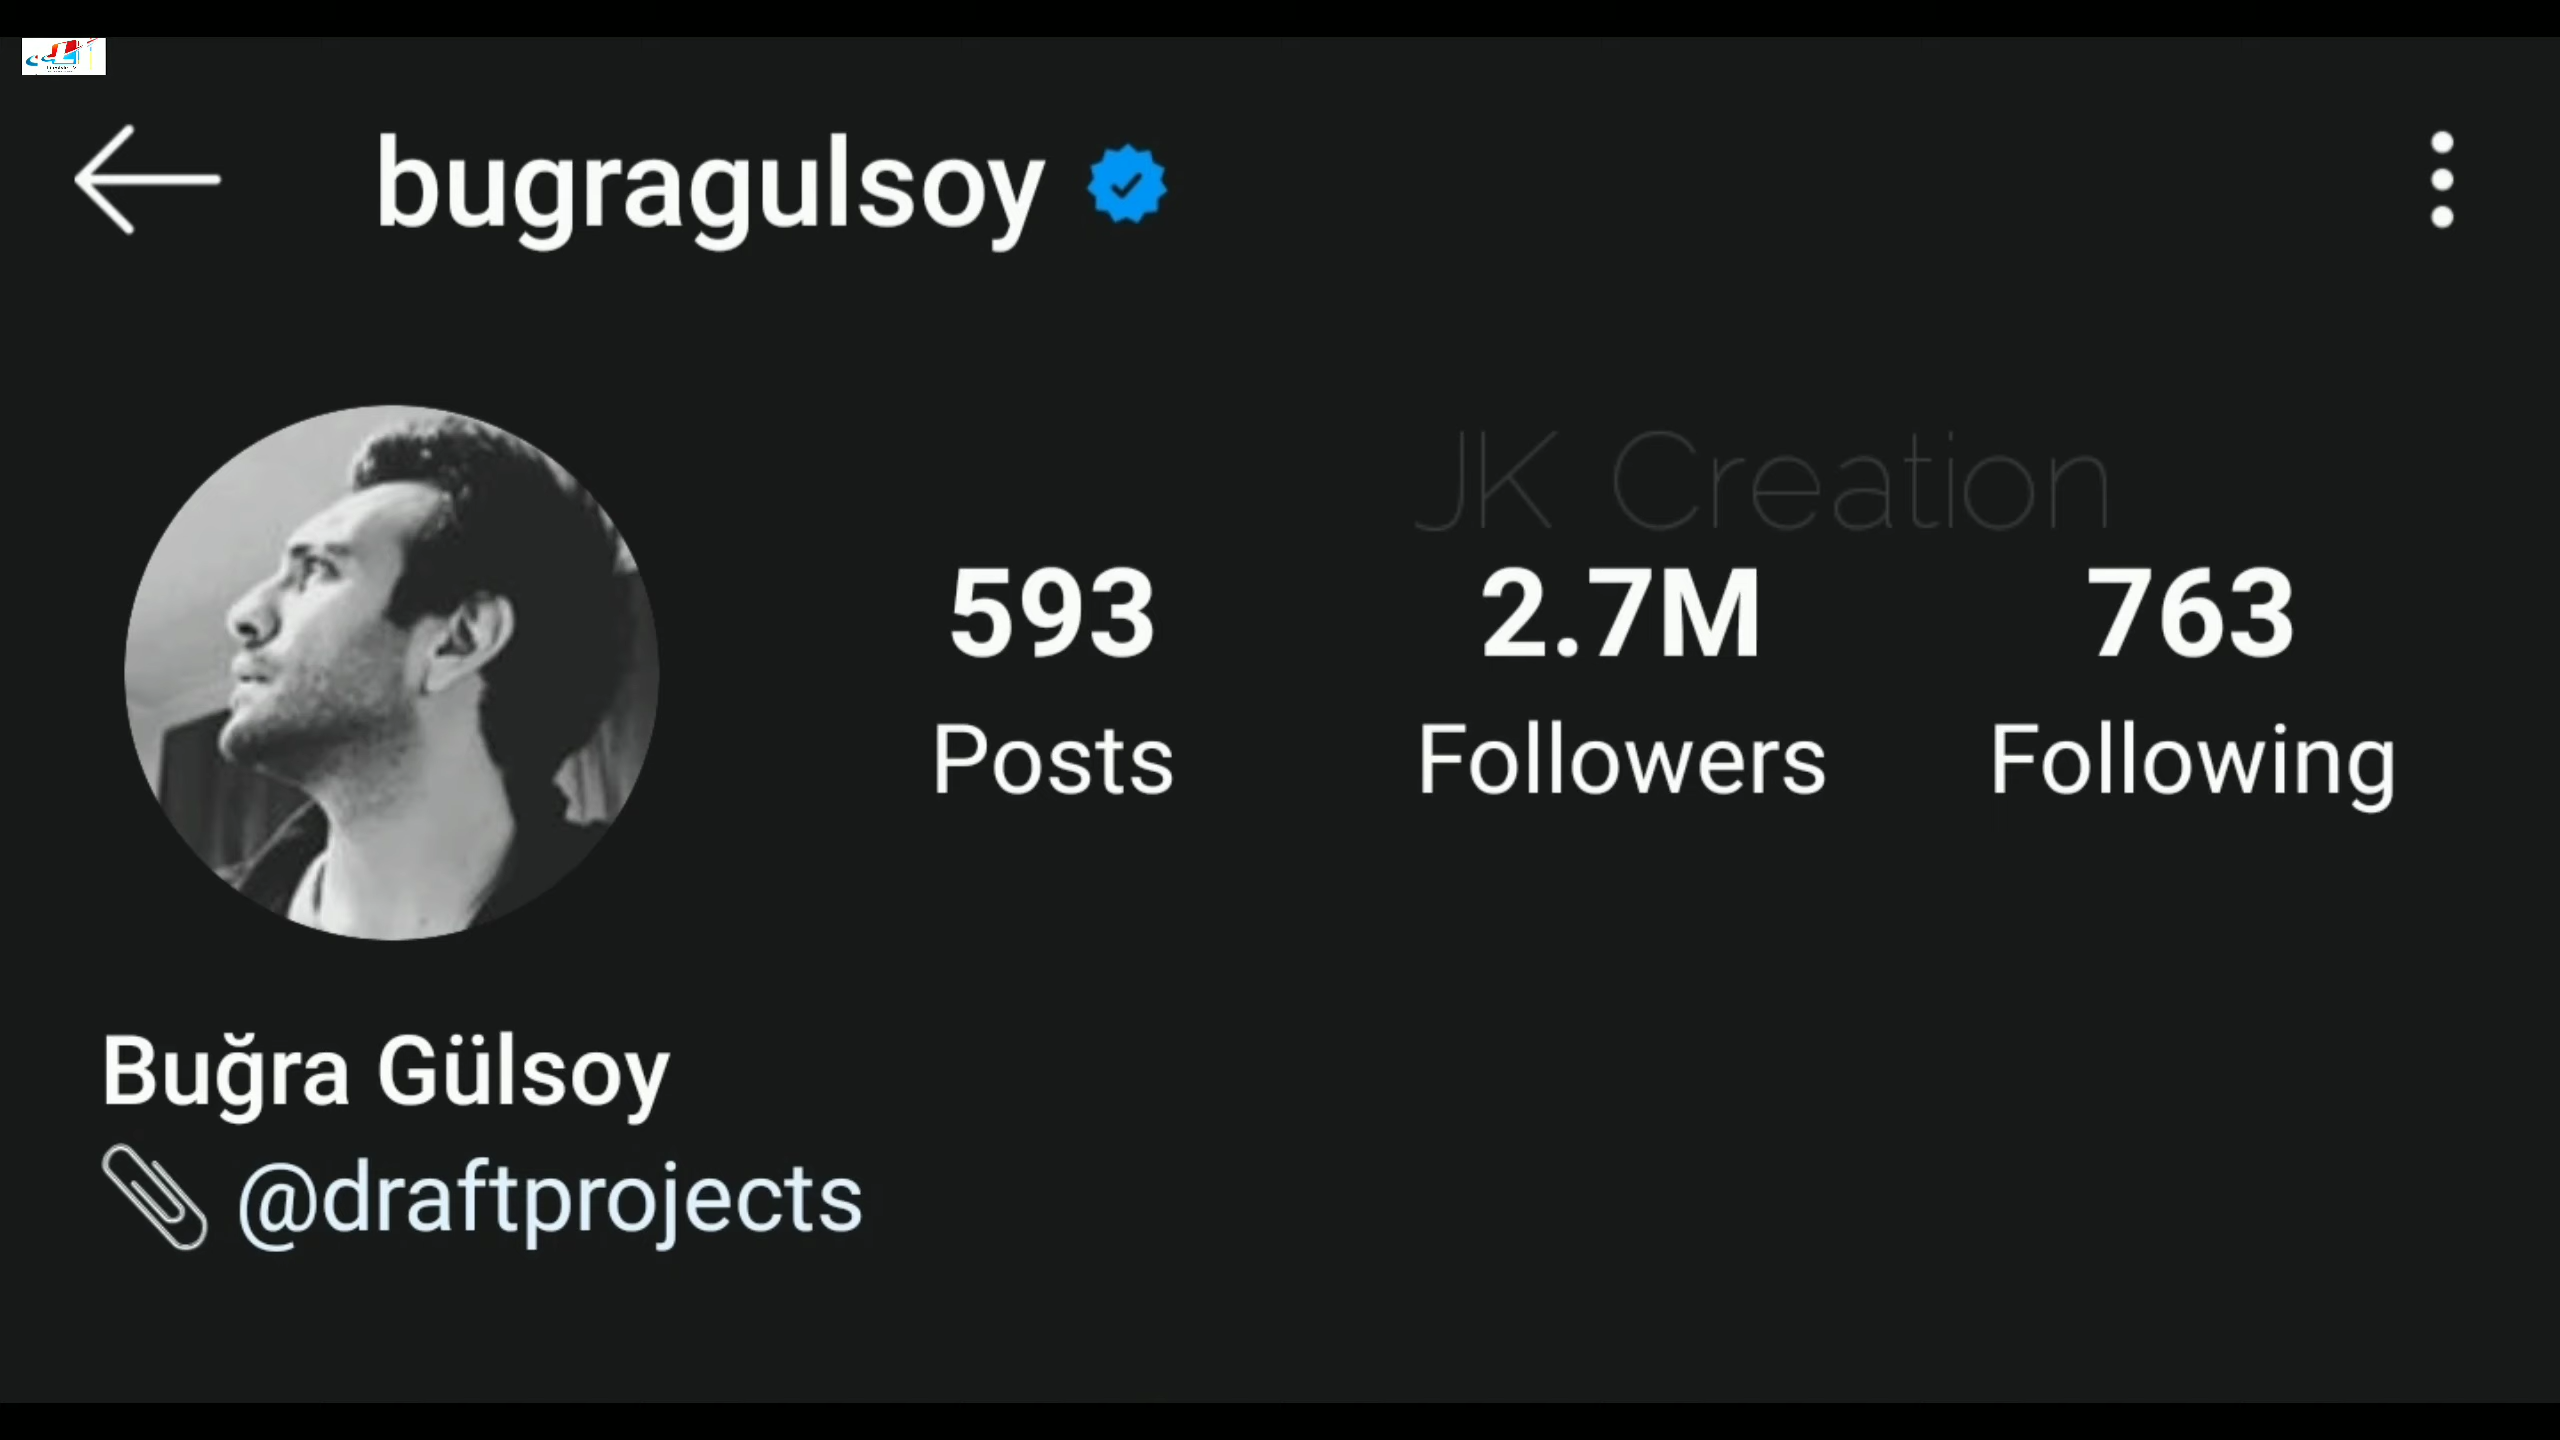 bugragulsoy
JK Creation
593 2.7M 763
Posts Followers Following
Buğra Gülsoy
@draftprojects